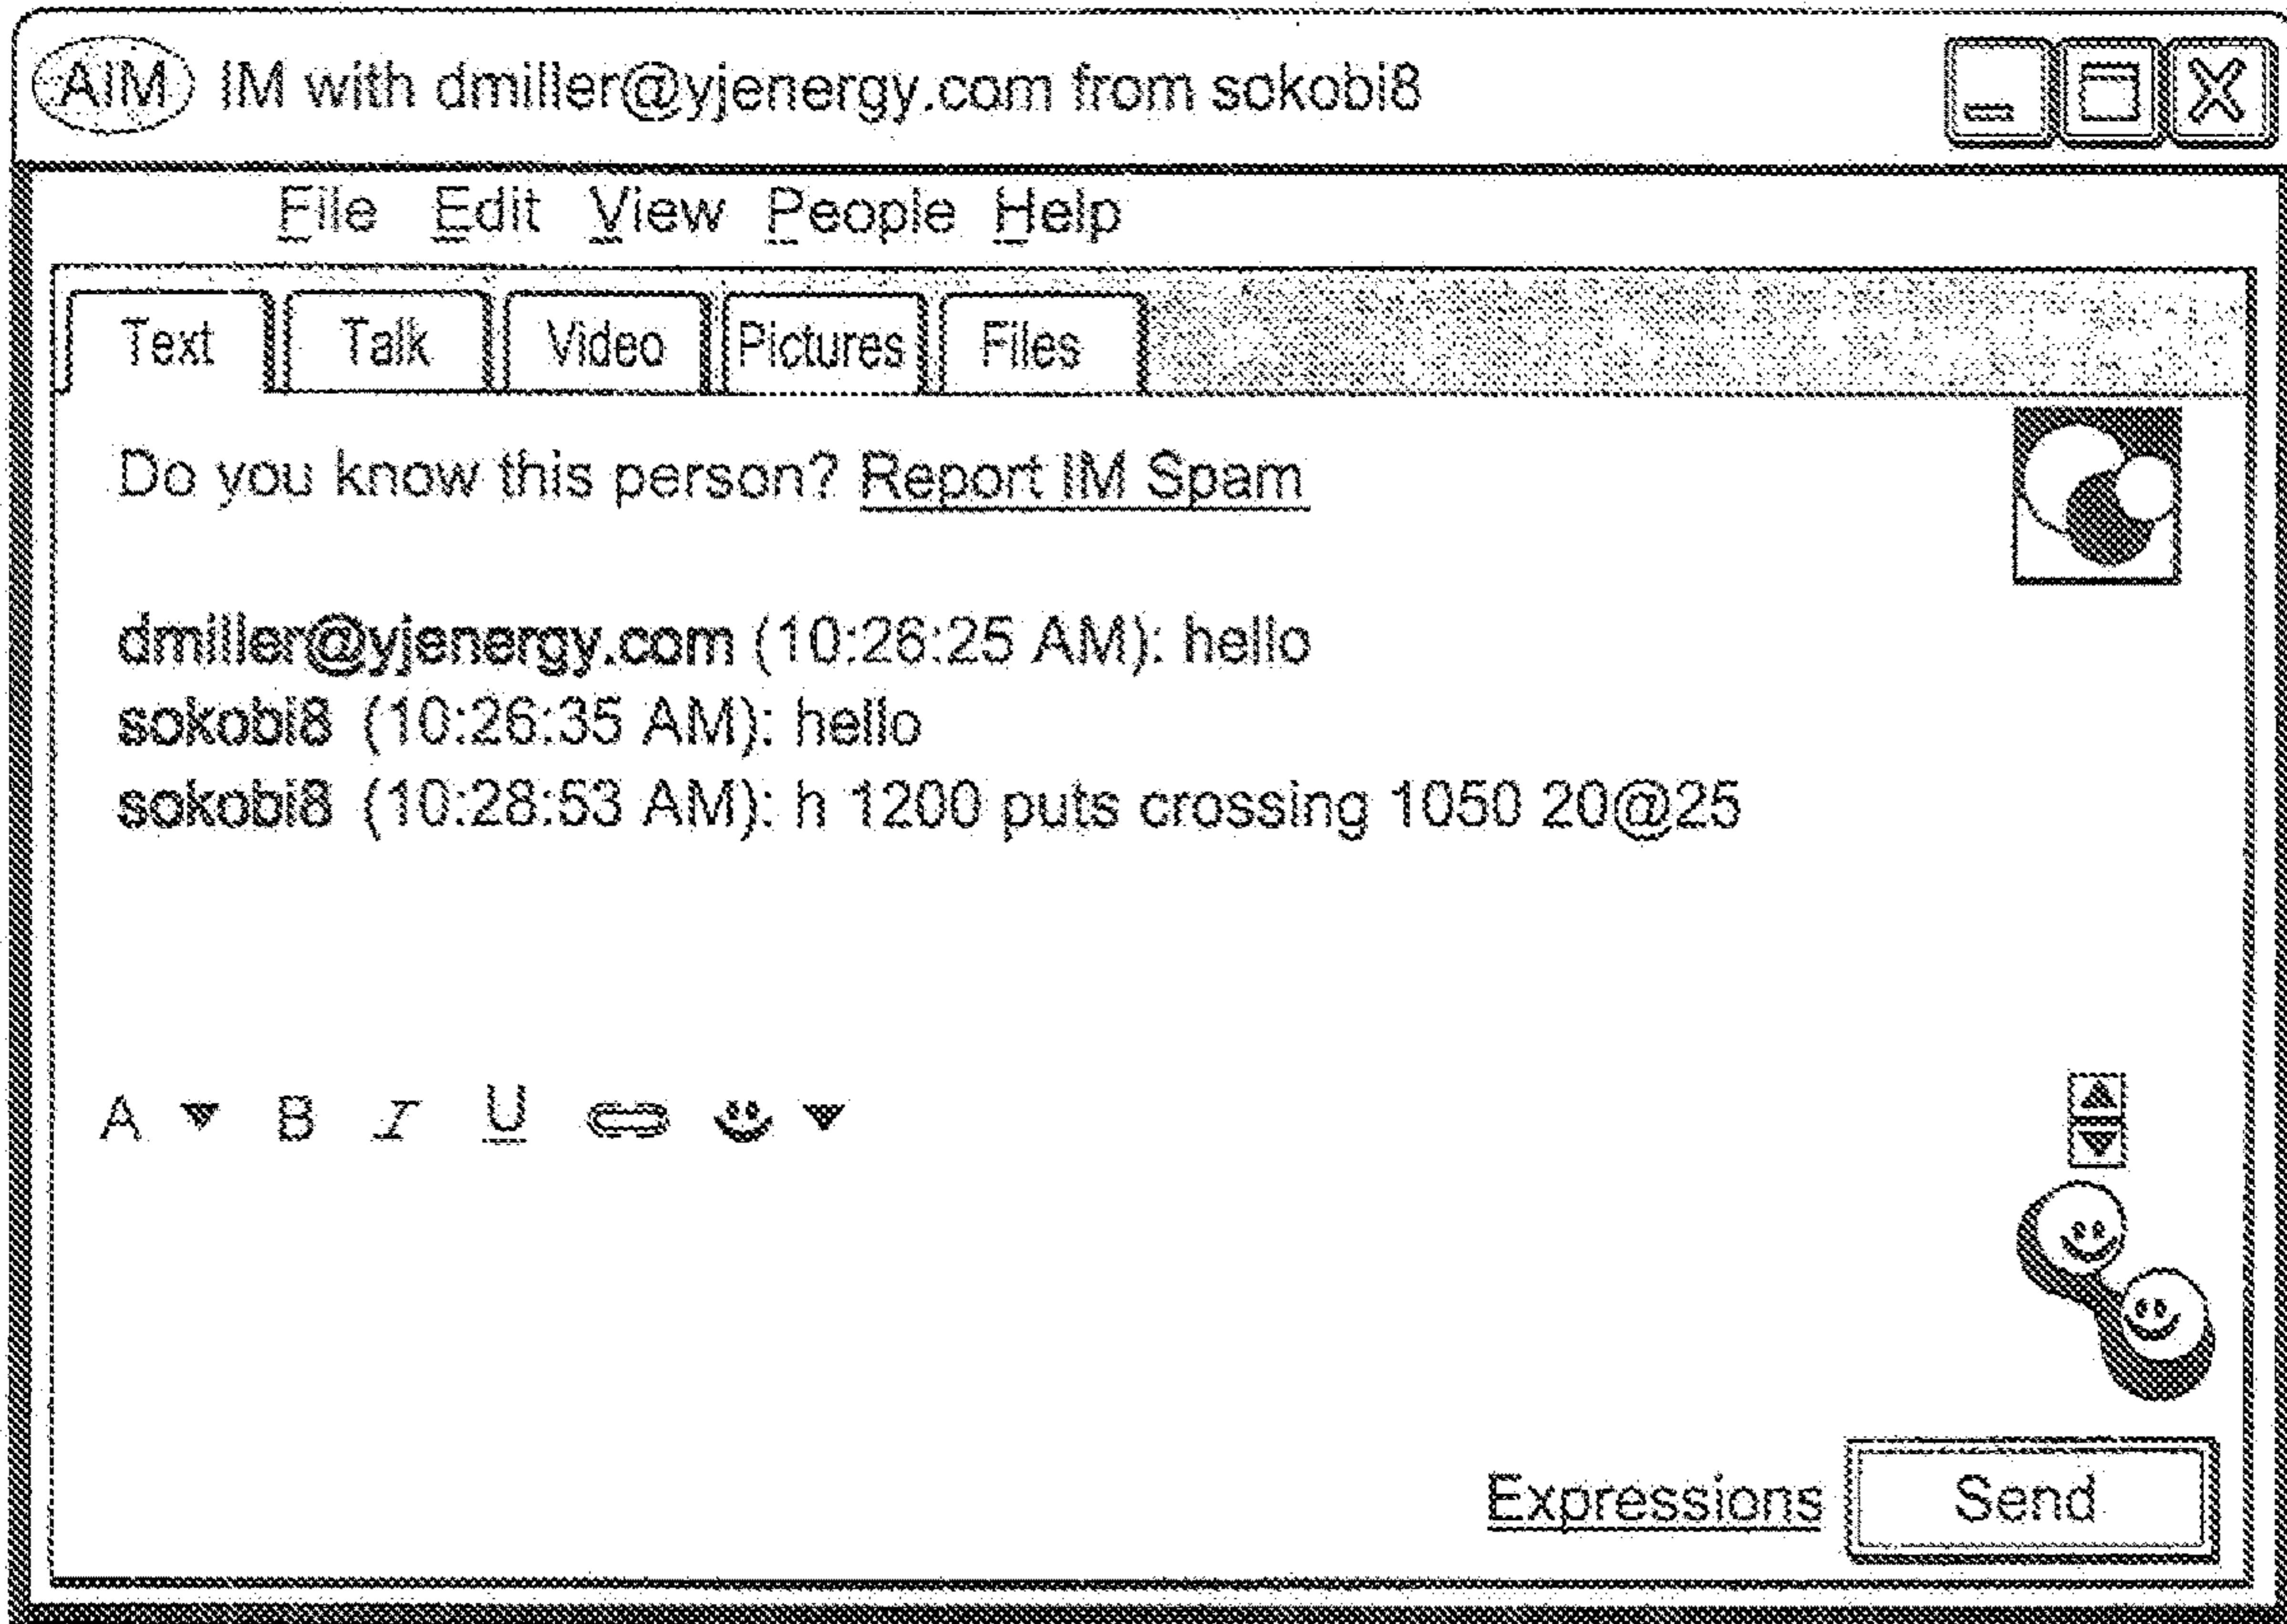 AIM IM with dmiller@yjenergy.com from sokobi8
File Edit View People Help
Text Talk Video Pictures Files
Do you know this person? Report IM Spam
dmiller@yjenergy.com (10:26:25 AM): hello
sokobi8 (10:26:35 AM): hello
sokobi8 (10:28:53 AM): h 1200 puts crossing 1050 20@25
A B I U
Expressions Send